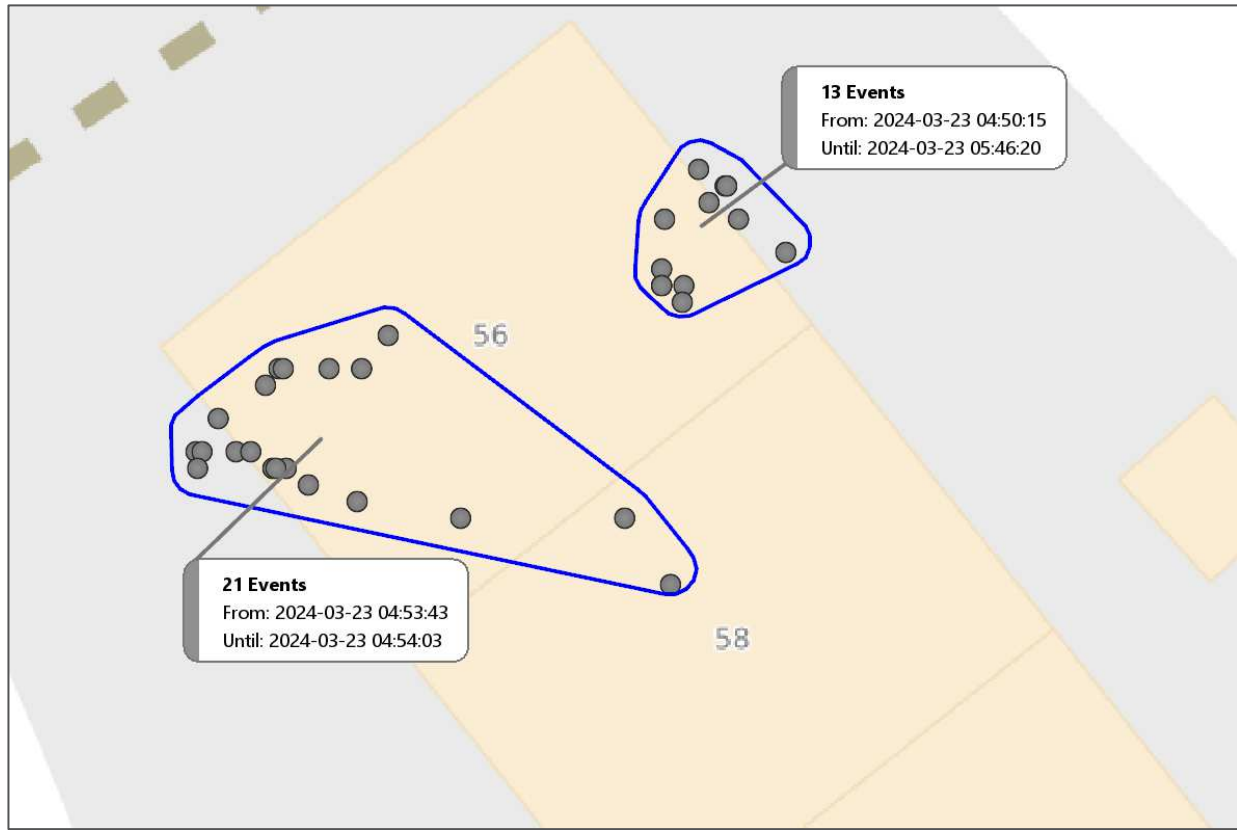 13 Events
From: 2024-03-23 04:50:15
Until: 2024-03-23 05:46:20
56
21 Events
From: 2024-03-23 04:53:43
Until: 2024-03-23 04:54:03
58